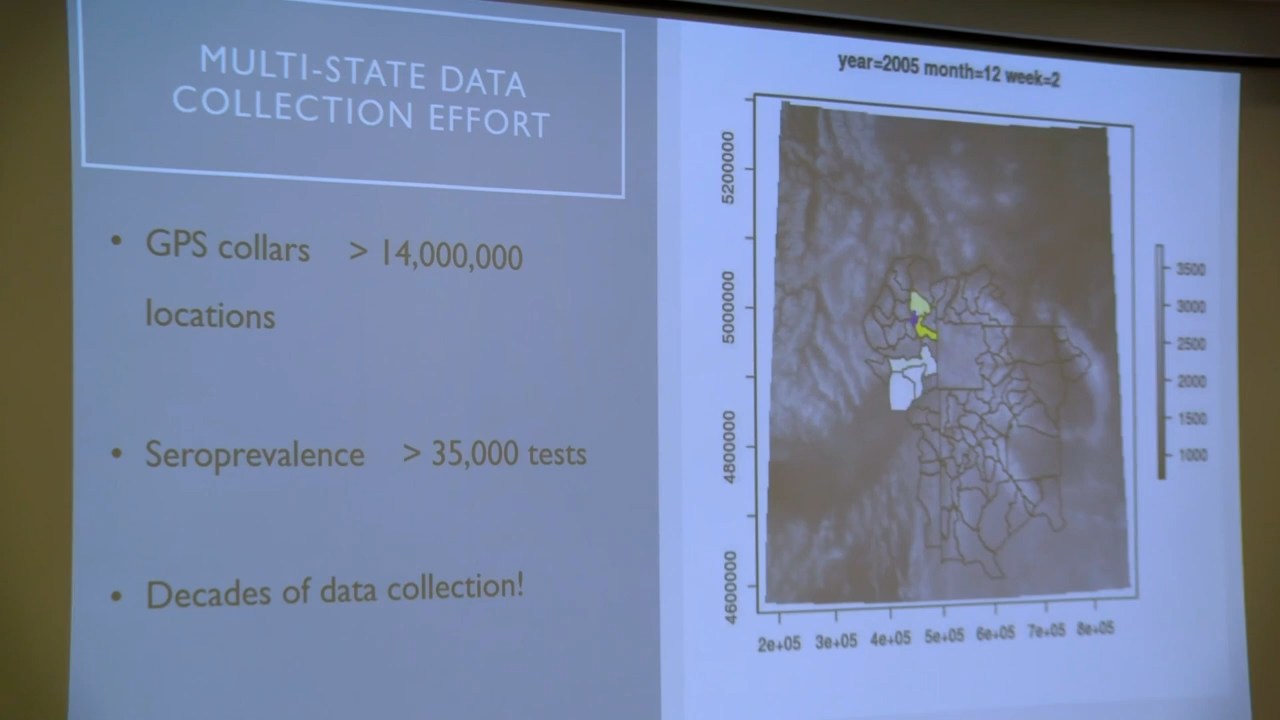 MULTI-STATE DATA
COLLECTION EFFORT
• GPS collars > 14,000,000
locations
• Seroprevalence > 35,000 tests
• Decades of data collection!
year=2005 month=12 week=2
5200000
5000000
4800000
4600000
2e+05 3e+05 4e+05 5e+05 6e+05 7e+05 8e+05
3500
3000
2500
2000
1500
1000